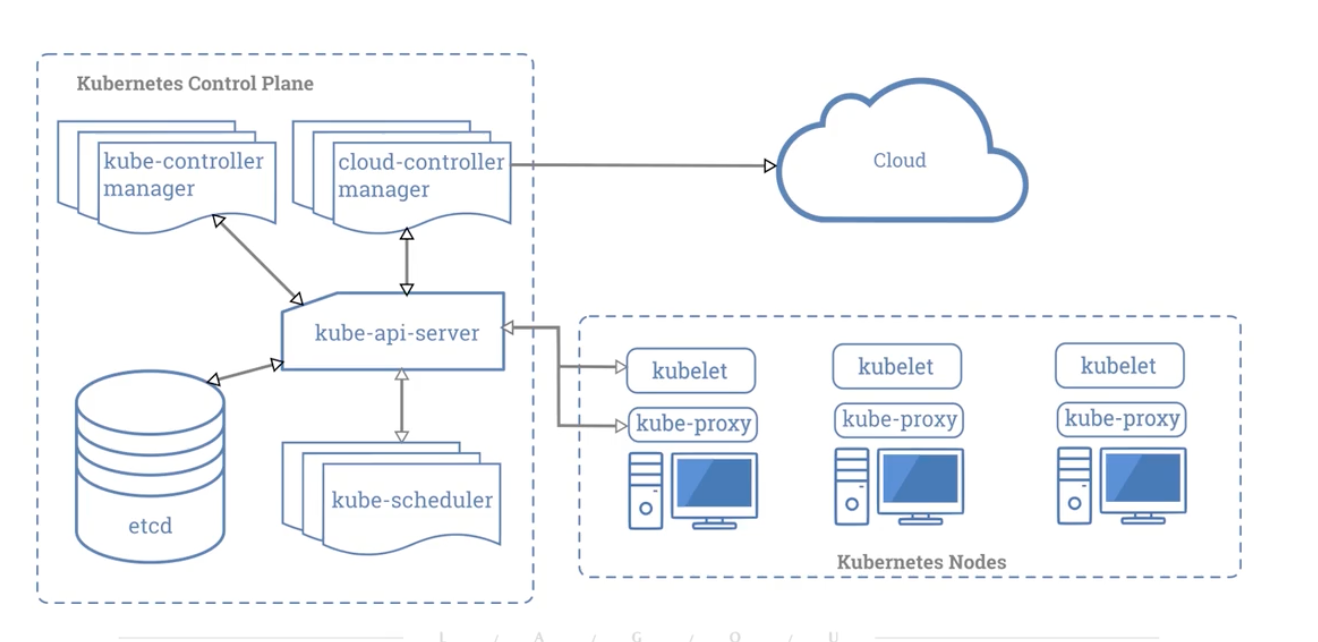 Kubernetes Control Plane
kube-controller
manager
cloud-controller
manager
Cloud
kube-api-server
kubelet
kubelet
kubelet
kube-proxy
kube-proxy
kube-proxy
etcd
kube-scheduler
Kubernetes Nodes
L / A / G / O / U